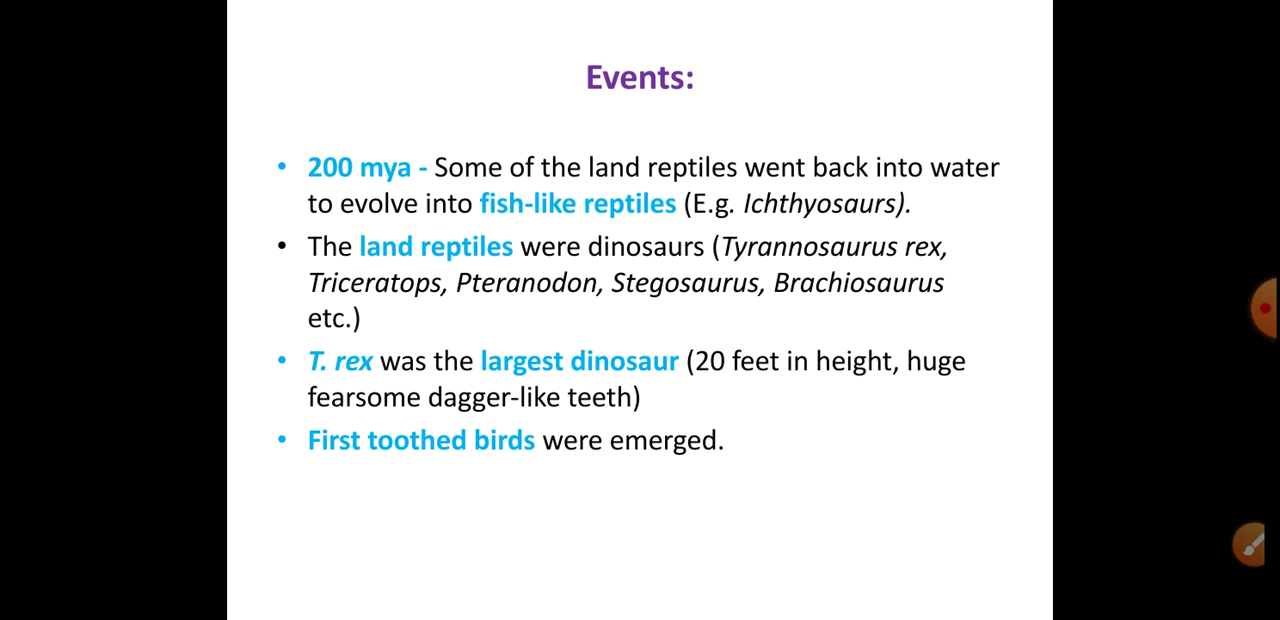 Events:
• 200 mya - Some of the land reptiles went back into water
to evolve into fish-like reptiles (E.g. Ichthyosaurs).
• The land reptiles were dinosaurs (Tyrannosaurus rex,
Triceratops, Pteranodon, Stegosaurus, Brachiosaurus
etc.)
• T. rex was the largest dinosaur (20 feet in height, huge
fearsome dagger-like teeth)
• First toothed birds were emerged.